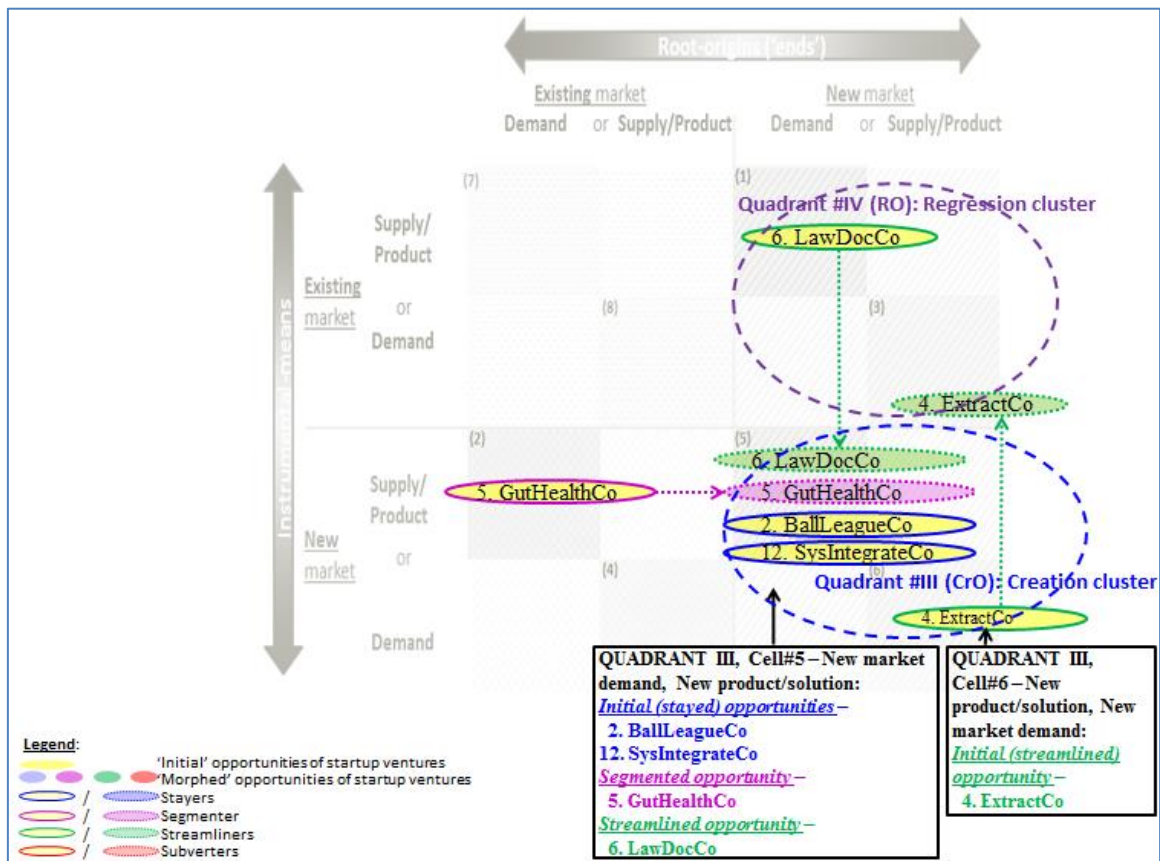 Root-origins ('ends')
Existing market
New market
Demand or Supply/Product
Demand or Supply/Product
(7)
(1)
Quadrant #IV (RO): Regression cluster
Supply/
Product
6. LawDocCo
Existing
market
or
(8)
(3)
Demand
Instrumental-means
4. ExtractCo
(2)
(5)
6. LawDocCo
Supply/
Product
5. GutHealthCo
5. GutHealthCo
2. BallLeagueCo
12. SysIntegrateCo
New
market
or
(4)
(6)
Quadrant #III (CrO): Creation cluster
4. ExtractCo
Demand
QUADRANT III, Cell#5 – New market
demand, New product/solution:
Initial (stayed) opportunities –
2. BallLeagueCo
12. SysIntegrateCo
Segmented opportunity –
5. GutHealthCo
Streamlined opportunity –
6. LawDocCo
QUADRANT III,
Cell#6 – New
product/solution, New
market demand:
Initial (streamlined)
opportunity –
4. ExtractCo
Legend:
'Initial' opportunities of startup ventures
'Morphed' opportunities of startup ventures
/ Stayers
/ Segmenter
/ Streamliners
/ Subverters